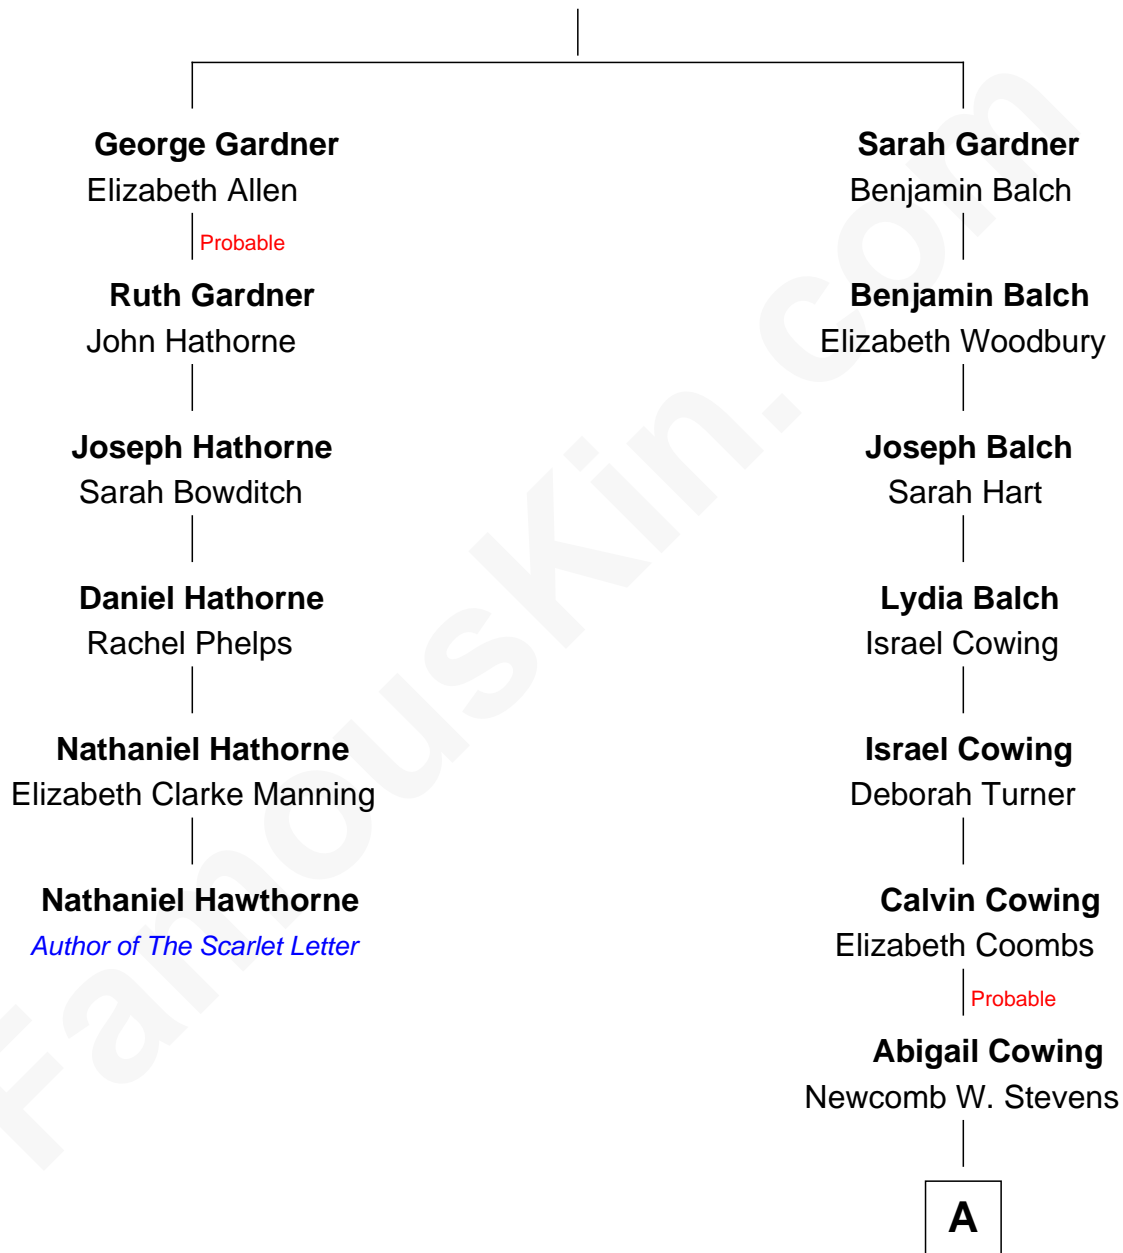 George Gardner
Elizabeth Allen
Probable
Ruth Gardner
John Hathorne
Joseph Hathorne
Sarah Bowditch
Daniel Hathorne
Rachel Phelps
Nathaniel Hathorne
Elizabeth Clarke Manning
Nathaniel Hawthorne
Author of The Scarlet Letter
Sarah Gardner
Benjamin Balch
Benjamin Balch
Elizabeth Woodbury
Joseph Balch
Sarah Hart
Lydia Balch
Israel Cowing
Israel Cowing
Deborah Turner
Calvin Cowing
Elizabeth Coombs
Probable
Abigail Cowing
Newcomb W. Stevens
A
FamousKin.com